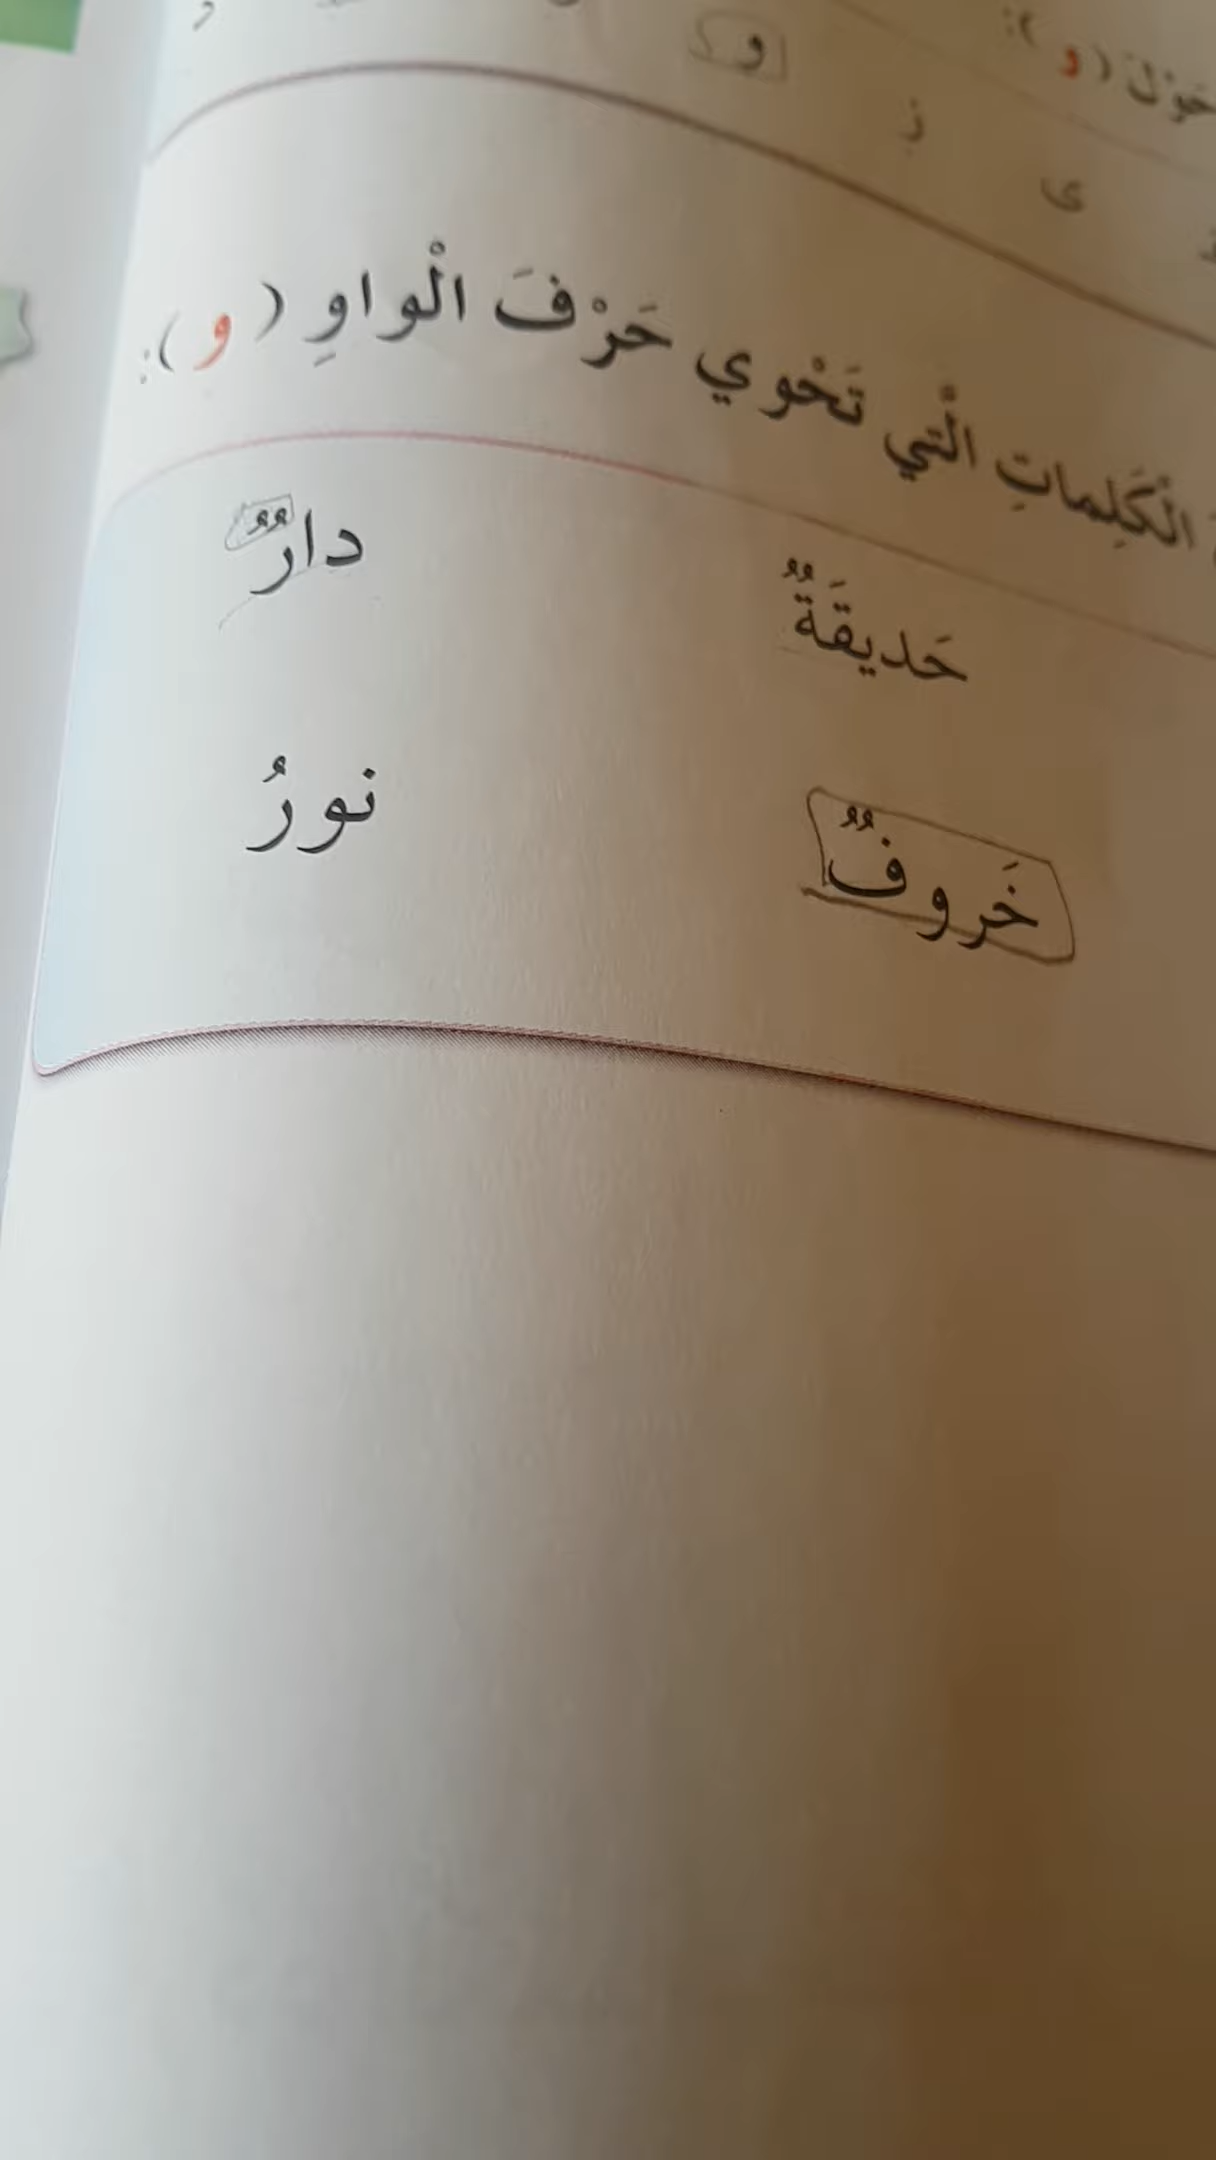 حَوْلَ ( و ):
و
ز
ى
الْكَلِماتِ الَّتي تَحْوي حَرْفَ الْواوِ ( و ):
حَديقَةٌ دارٌ
خَروفٌ نورُ